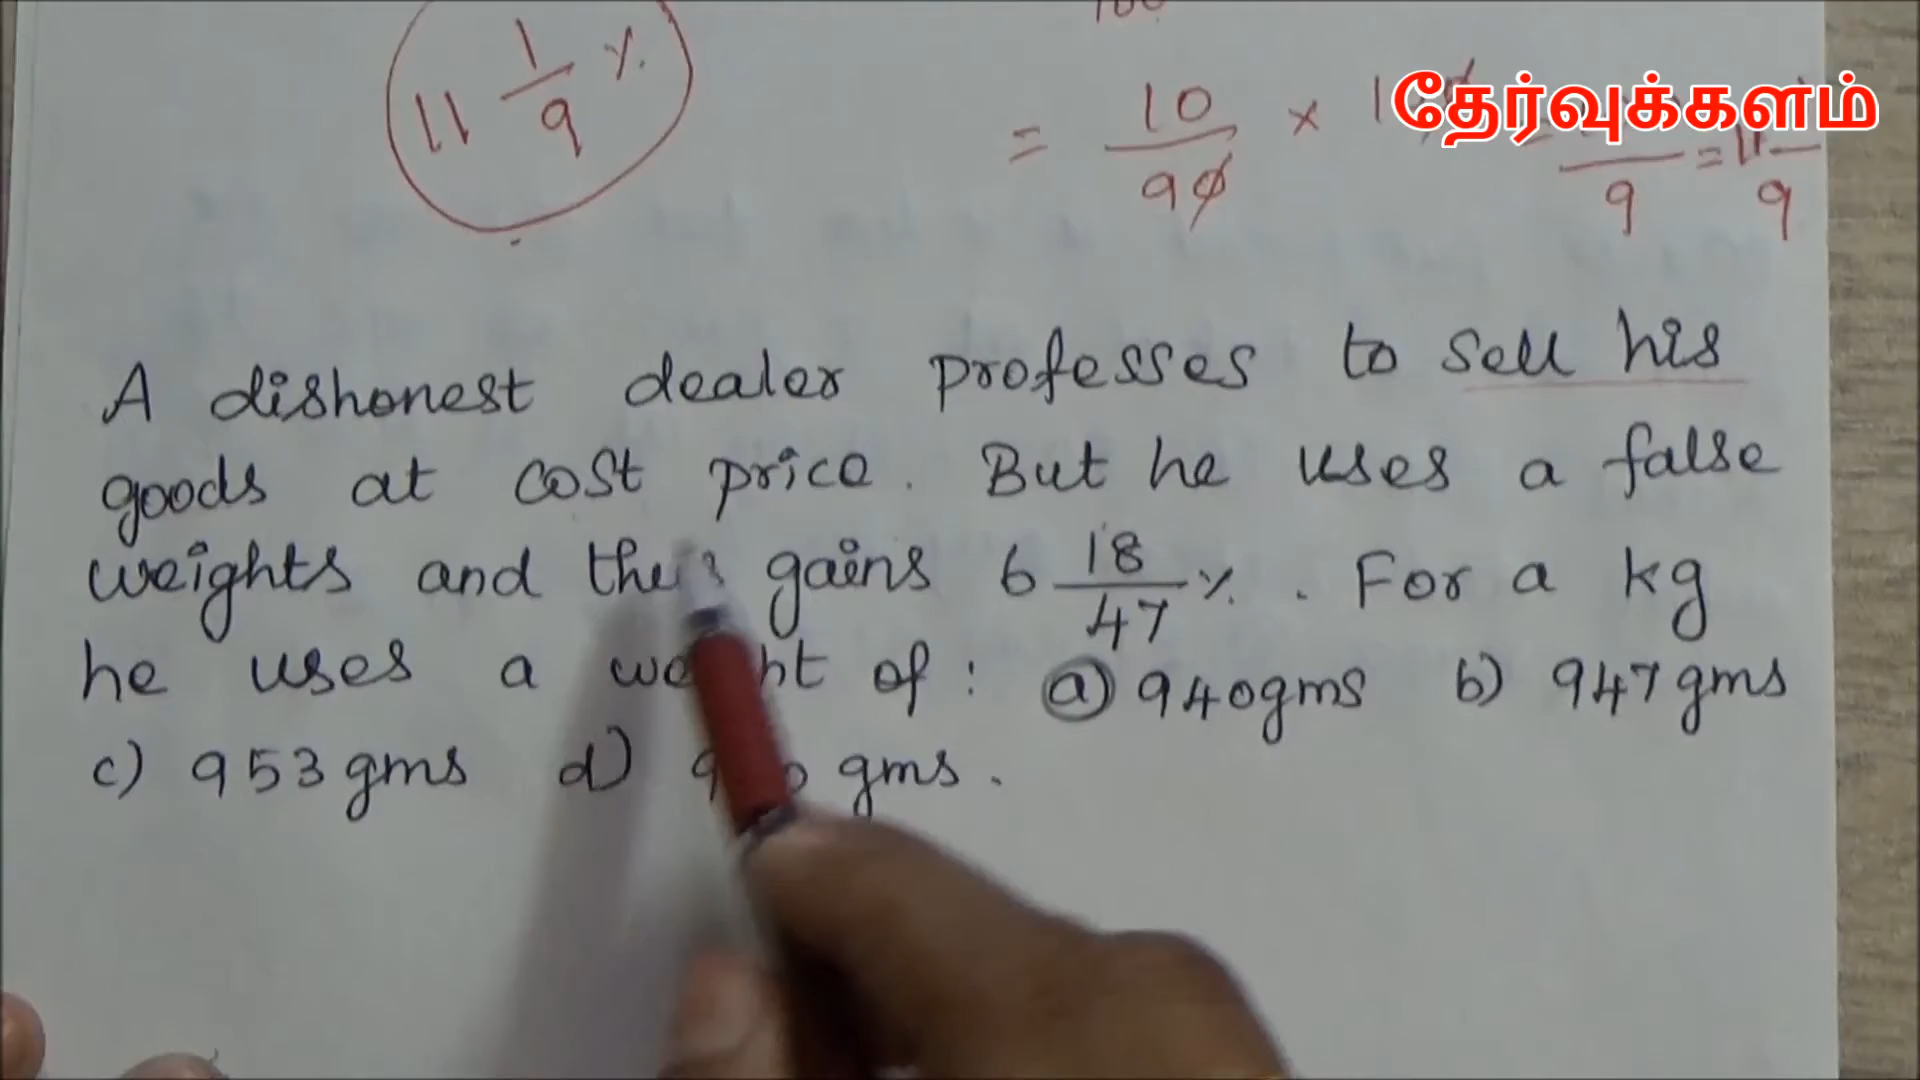 11 1/9 %
= 10/90 × 10
தேர்வுக்களம்
9 = 11 9
A dishonest dealer professes to sell his
goods at cost price. But he uses a false
weights and thus gains 6 18/47 %. For a kg
he uses a of : a) 940gms b) 947gms
c) 953gms d) gms.